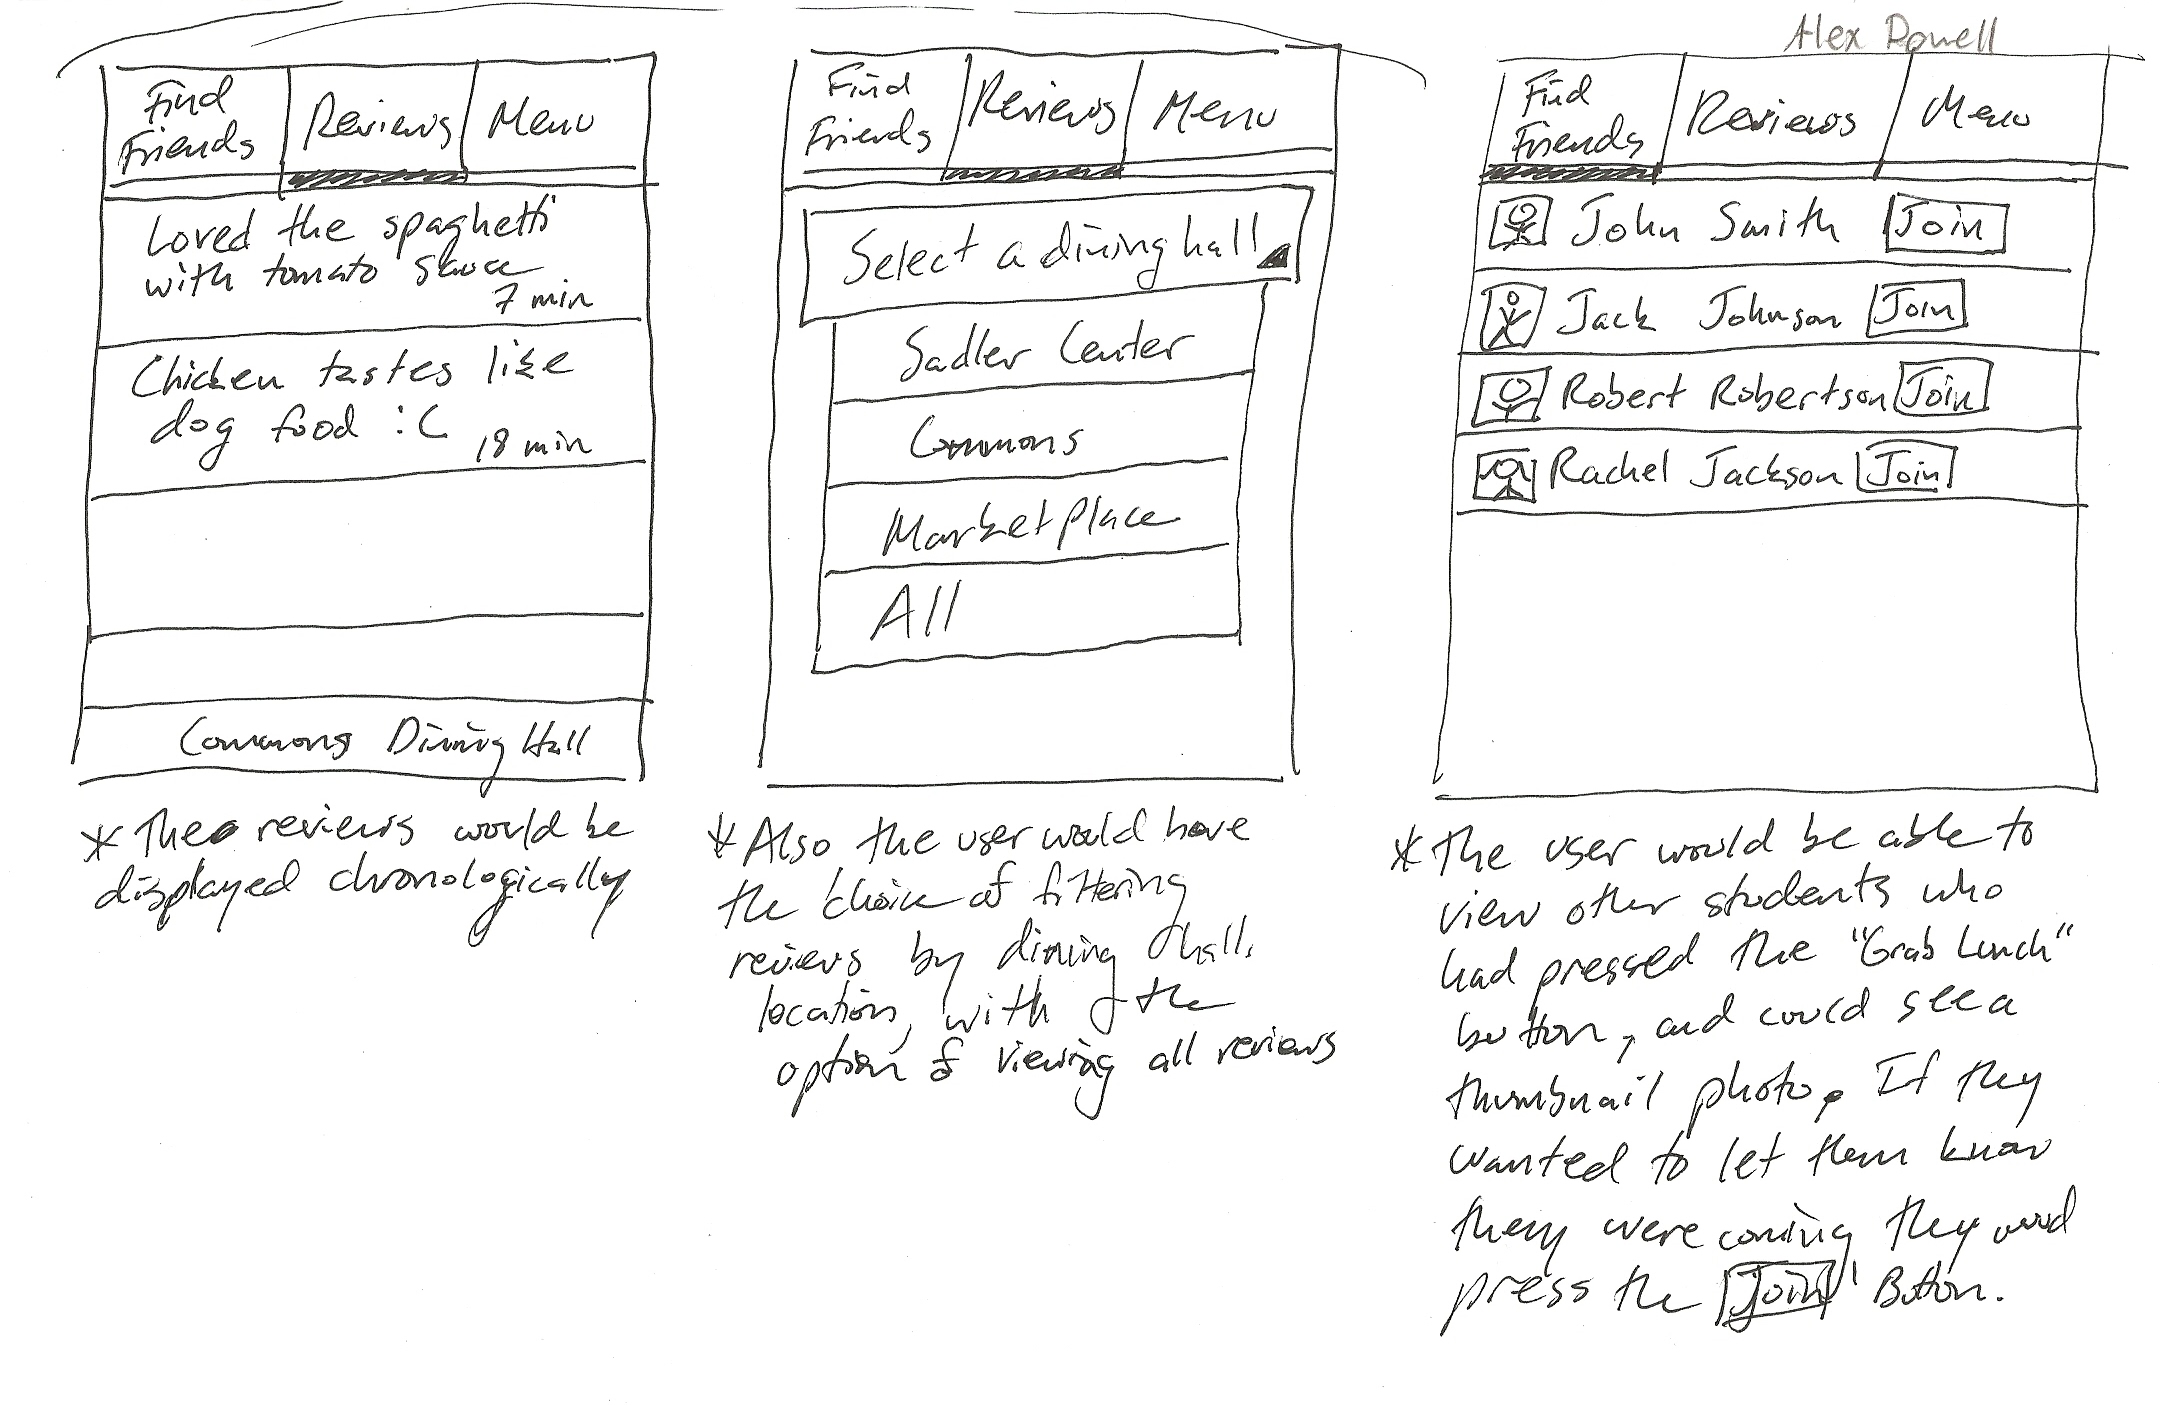 Alex Powell
Find
Friends
Reviews
Menu
Loved the spaghetti
with tomato sauce
7 min
Chicken tastes like
dog food :(
18 min
Commons Dining Hall
* The reviews would be
displayed chronologically
Find
Friends
Reviews
Menu
Select a dining hall
Sadler Center
Commons
Marketplace
All
* Also the user would have
the choice of filtering
reviews by dining hall
location, with the
option of viewing all reviews
Find
Friends
Reviews
Menu
John Smith Join
Jack Johnson Join
Robert Robertson Join
Rachel Jackson Join
* The user would be able to
view other students who
had pressed the "Grab Lunch"
button, and could see a
thumbnail photo. If they
wanted to let them know
they were coming they would
press the Join Button.